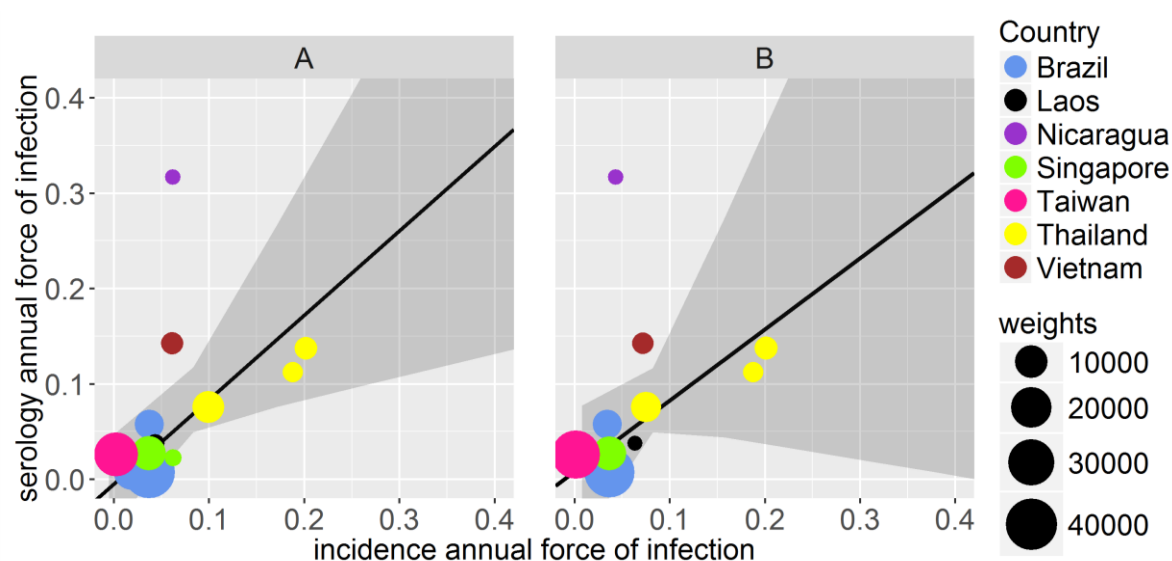 A
B
serology annual force of infection
0.4
0.3
0.2
0.1
0.0
0.0 0.1 0.2 0.3 0.4
0.0 0.1 0.2 0.3 0.4
incidence annual force of infection
Country
Brazil
Laos
Nicaragua
Singapore
Taiwan
Thailand
Vietnam
weights
10000
20000
30000
40000